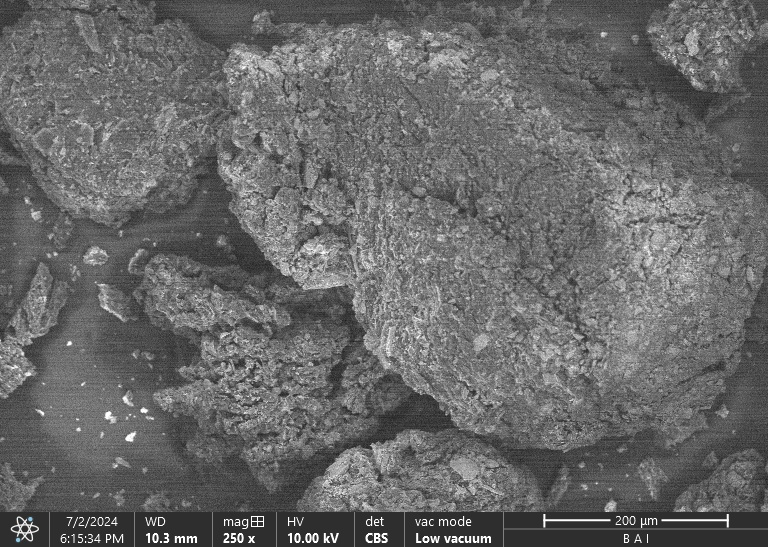 7/2/2024
6:15:34 PM
WD
10.3 mm
mag
250 x
HV
10.00 kV
det
CBS
vac mode
Low vacuum
200 µm
B A I